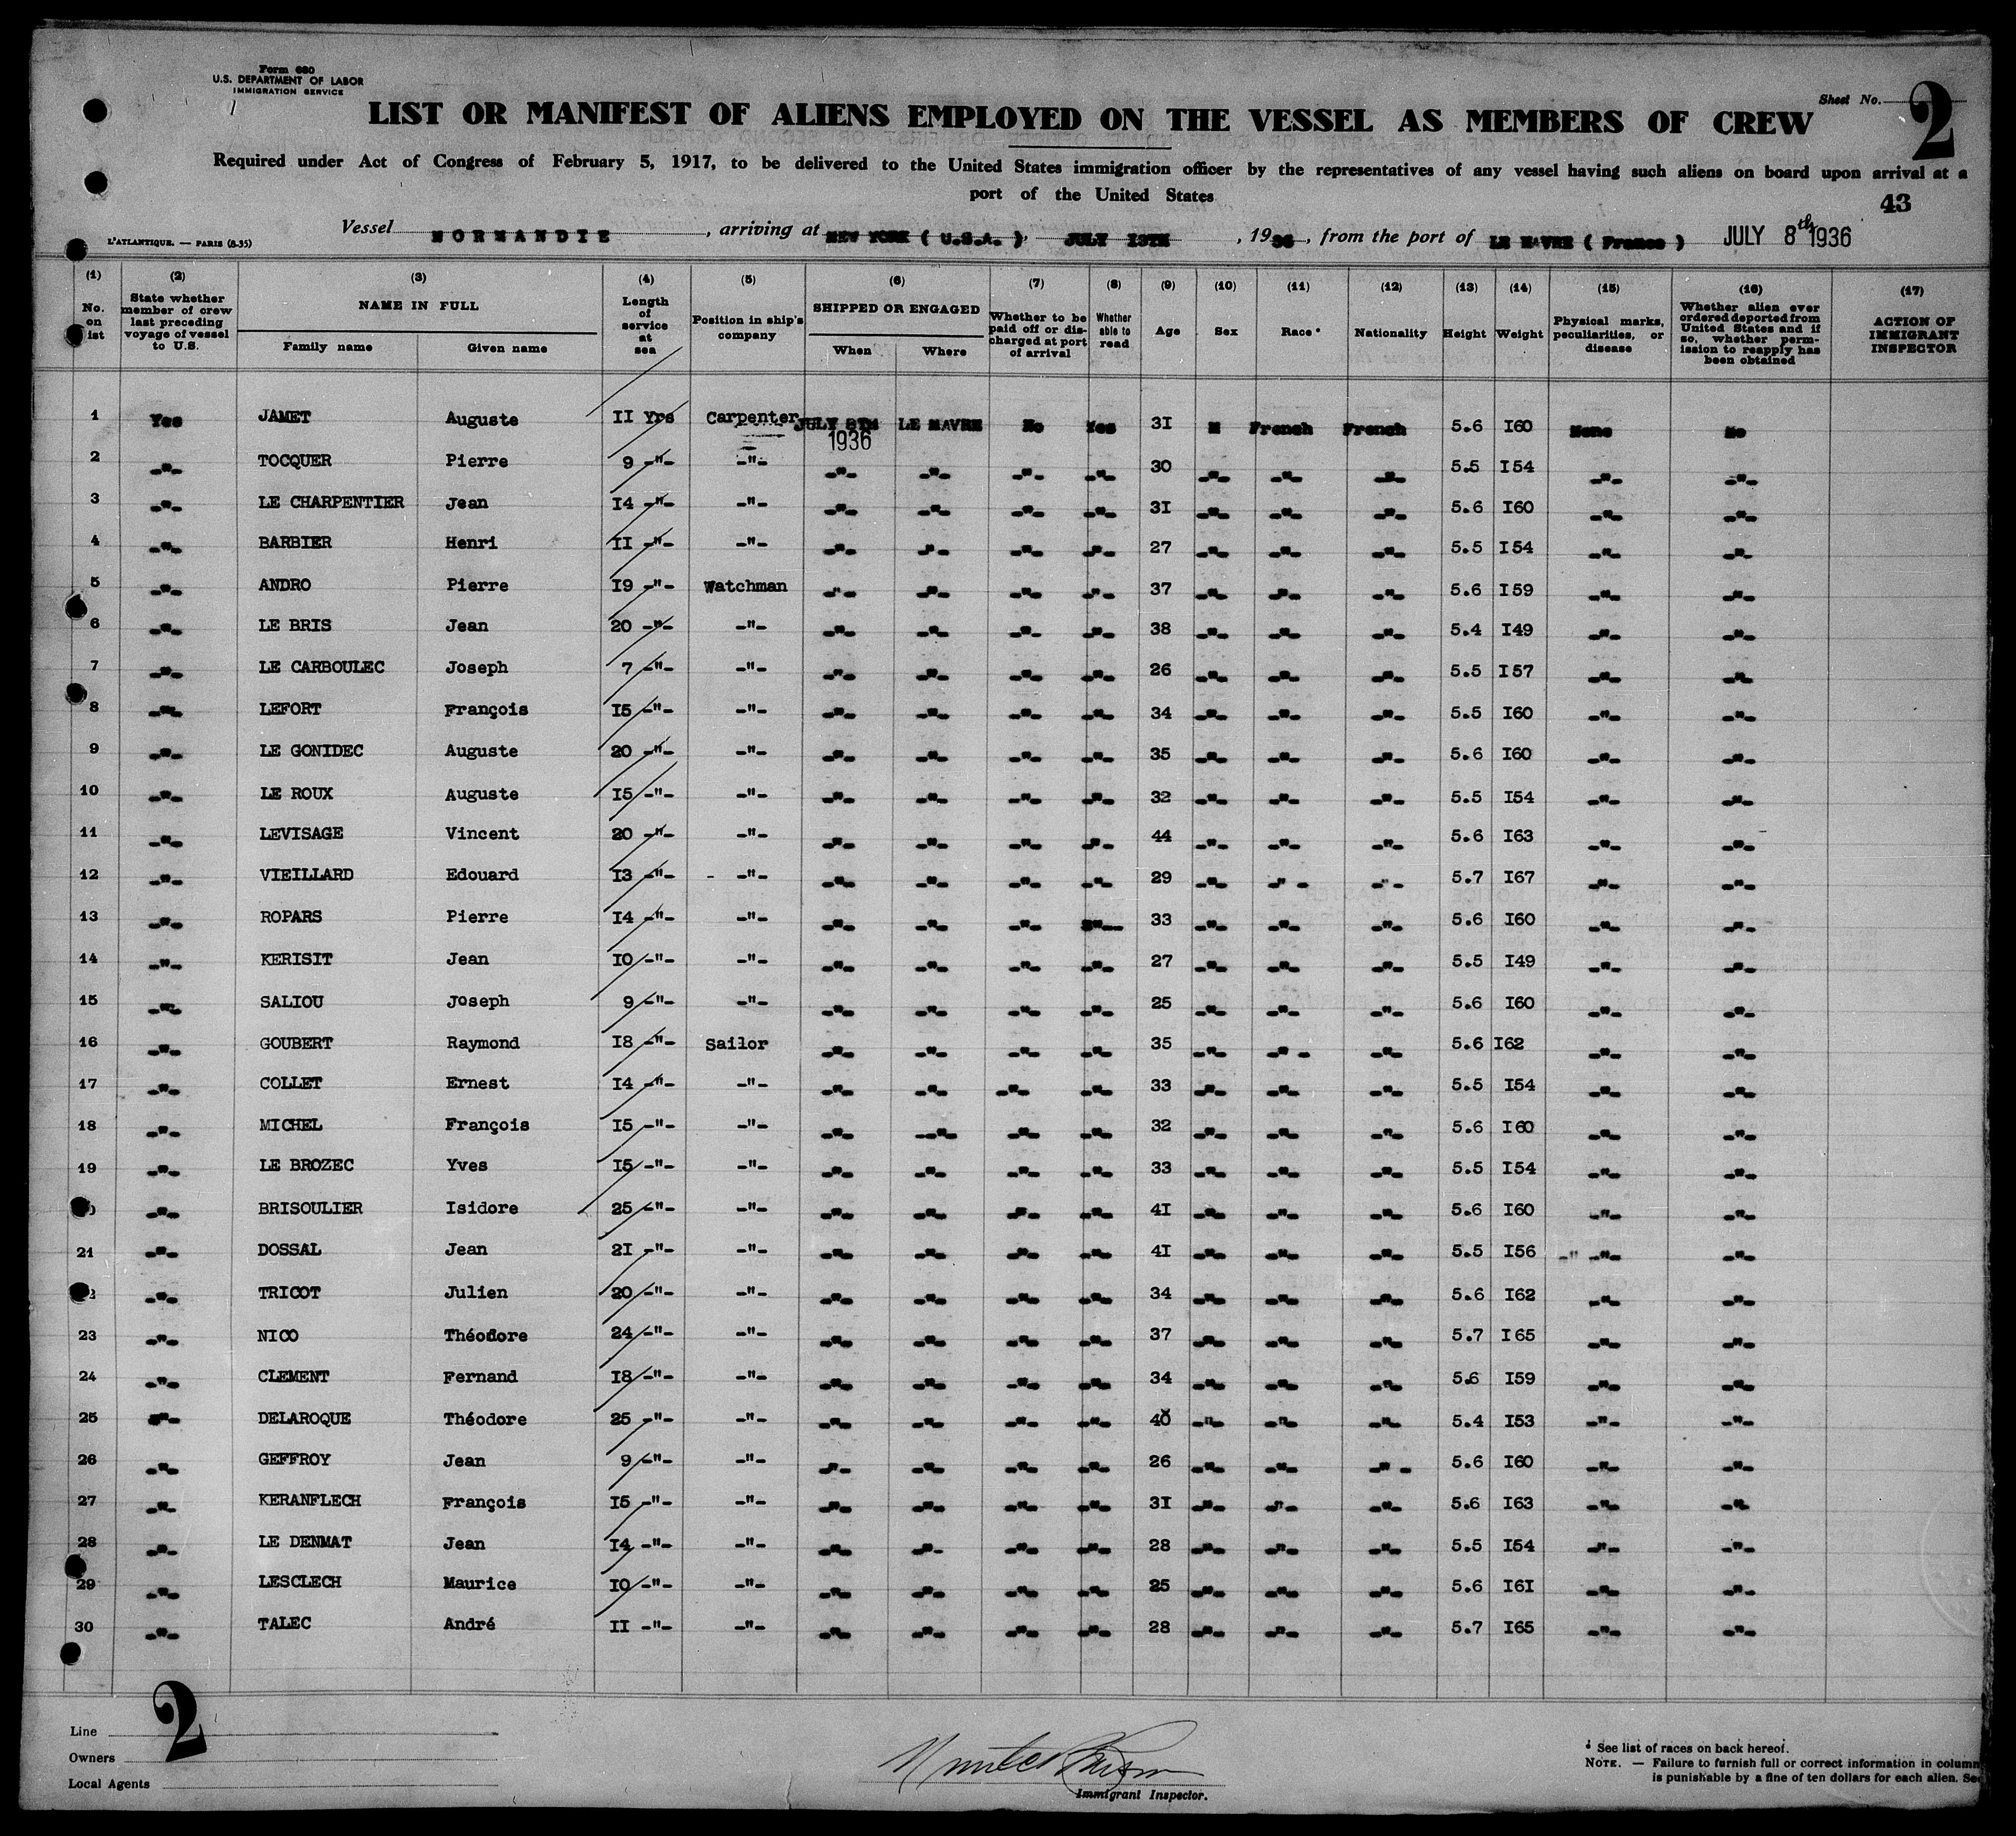 Form 680
U.S. DEPARTMENT OF LABOR
IMMIGRATION SERVICE
Sheet No. 2
LIST OR MANIFEST OF ALIENS EMPLOYED ON THE VESSEL AS MEMBERS OF CREW
Required under Act of Congress of February 5, 1917, to be delivered to the United States immigration officer by the representatives of any vessel having such aliens on board upon arrival at a
port of the United States
43
L'ATLANTIQUE. — PARIS (8-35)
Vessel NORMANDIE, arriving at NEW YORK ( U.S.A. ), JULY 13TH, 1936, from the port of LE HAVRE ( France ) JULY 8th 1936
(1) (2) (3) (4) (5) (6) (7) (8) (9) (10) (11) (12) (13) (14) (15) (16) (17)
No. on list | State whether member of crew last preceding voyage of vessel to U.S. | NAME IN FULL Family name Given name | Length of service at sea | Position in ship's company | SHIPPED OR ENGAGED When Where | Whether to be paid off or discharged at port of arrival | Whether able to read | Age | Sex | Race * | Nationality | Height | Weight | Physical marks, peculiarities, or disease | Whether alien ever ordered deported from United States and if so, whether permission to reapply has been obtained | ACTION OF IMMIGRANT INSPECTOR
1 Yes JAMET Auguste II Yrs Carpenter JULY 8TH 1936 LE HAVRE No Yes 3I M French French 5.6 I60 None No
2 -"- TOCQUER Pierre 9 -"- -"- -"- -"- -"- -"- 30 -"- -"- -"- 5.5 I54 -"- -"-
3 -"- LE CHARPENTIER Jean I4 -"- -"- -"- -"- -"- -"- 3I -"- -"- -"- 5.6 I60 -"- -"-
4 -"- BARBIER Henri II -"- -"- -"- -"- -"- -"- 27 -"- -"- -"- 5.5 I54 -"- -"-
5 -"- ANDRO Pierre I9 -"- Watchman -"- -"- -"- -"- 37 -"- -"- -"- 5.6 I59 -"- -"-
6 -"- LE BRIS Jean 20 -"- -"- -"- -"- -"- -"- 38 -"- -"- -"- 5.4 I49 -"- -"-
7 -"- LE CARBOULEC Joseph 7 -"- -"- -"- -"- -"- -"- 26 -"- -"- -"- 5.5 I57 -"- -"-
8 -"- LEFORT François I5 -"- -"- -"- -"- -"- -"- 34 -"- -"- -"- 5.5 I60 -"- -"-
9 -"- LE GONIDEC Auguste 20 -"- -"- -"- -"- -"- -"- 35 -"- -"- -"- 5.6 I60 -"- -"-
10 -"- LE ROUX Auguste I5 -"- -"- -"- -"- -"- -"- 32 -"- -"- -"- 5.5 I54 -"- -"-
11 -"- LEVISAGE Vincent 20 -"- -"- -"- -"- -"- -"- 44 -"- -"- -"- 5.6 I63 -"- -"-
12 -"- VIEILLARD Edouard I3 -"- - -"- -"- -"- -"- -"- 29 -"- -"- -"- 5.7 I67 -"- -"-
13 -"- ROPARS Pierre I4 -"- -"- -"- -"- -"- -"- 33 -"- -"- -"- 5.6 I60 -"- -"-
14 -"- KERISIT Jean I0 -"- -"- -"- -"- -"- -"- 27 -"- -"- -"- 5.5 I49 -"- -"-
15 -"- SALIOU Joseph 9 -"- -"- -"- -"- -"- -"- 25 -"- -"- -"- 5.6 I60 -"- -"-
16 -"- GOUBERT Raymond I8 -"- Sailor -"- -"- -"- -"- 35 -"- -"- -"- 5.6 I62 -"- -"-
17 -"- COLLET Ernest I4 -"- -"- -"- -"- -"- -"- 33 -"- -"- -"- 5.5 I54 -"- -"-
18 -"- MICHEL François I5 -"- -"- -"- -"- -"- -"- 32 -"- -"- -"- 5.6 I60 -"- -"-
19 -"- LE BROZEC Yves I5 -"- -"- -"- -"- -"- -"- 33 -"- -"- -"- 5.5 I54 -"- -"-
-"- BRISOULIER Isidore 25 -"- -"- -"- -"- -"- -"- 4I -"- -"- -"- 5.6 I60 -"- -"-
21 -"- DOSSAL Jean 2I -"- -"- -"- -"- -"- -"- 4I -"- -"- -"- 5.5 I56 -" -"- -"-
-"- TRICOT Julien 20 -"- -"- -"- -"- -"- -"- 34 -"- -"- -"- 5.6 I62 -"- -"-
23 -"- NICO Théodore 24 -"- -"- -"- -"- -"- -"- 37 -"- -"- -"- 5.7 I65 -"- -"-
24 -"- CLEMENT Fernand I8 -"- -"- -"- -"- -"- -"- 34 -"- -"- -"- 5.6 I59 -"- -"-
25 -"- DELAROQUE Théodore 25 -"- -"- -"- -"- -"- -"- 40 -"- -"- -"- 5.4 I53 -"- -"-
26 -"- GEFFROY Jean 9 -"- -"- -"- -"- -"- -"- 26 -"- -"- -"- 5.6 I60 -"- -"-
27 -"- KERANFLECH François I5 -"- -"- -"- -"- -"- -"- 3I -"- -"- -"- 5.6 I63 -"- -"-
28 -"- LE DENMAT Jean I4 -"- -"- -"- -"- -"- -"- 28 -"- -"- -"- 5.5 I54 -"- -"-
29 -"- LESCLECH Maurice I0 -"- -"- -"- -"- -"- -"- 25 -"- -"- -"- 5.6 I6I -"- -"-
30 -"- TALEC André II -"- -"- -"- -"- -"- -"- 28 -"- -"- -"- 5.7 I65 -"- -"-
2
Line
Owners
Local Agents
Immigrant Inspector.
* See list of races on back hereof.
NOTE. — Failure to furnish full or correct information in column
is punishable by a fine of ten dollars for each alien.